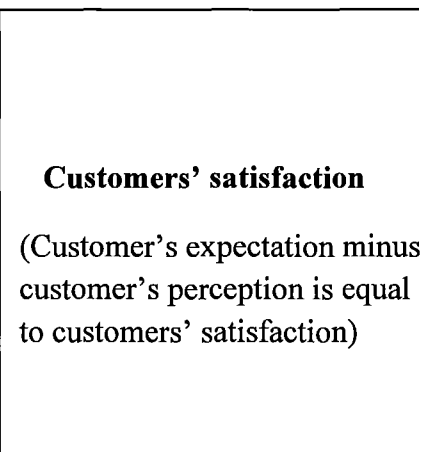 Customers’ satisfaction
(Customer’s expectation minus
customer’s perception is equal
to customers’ satisfaction)